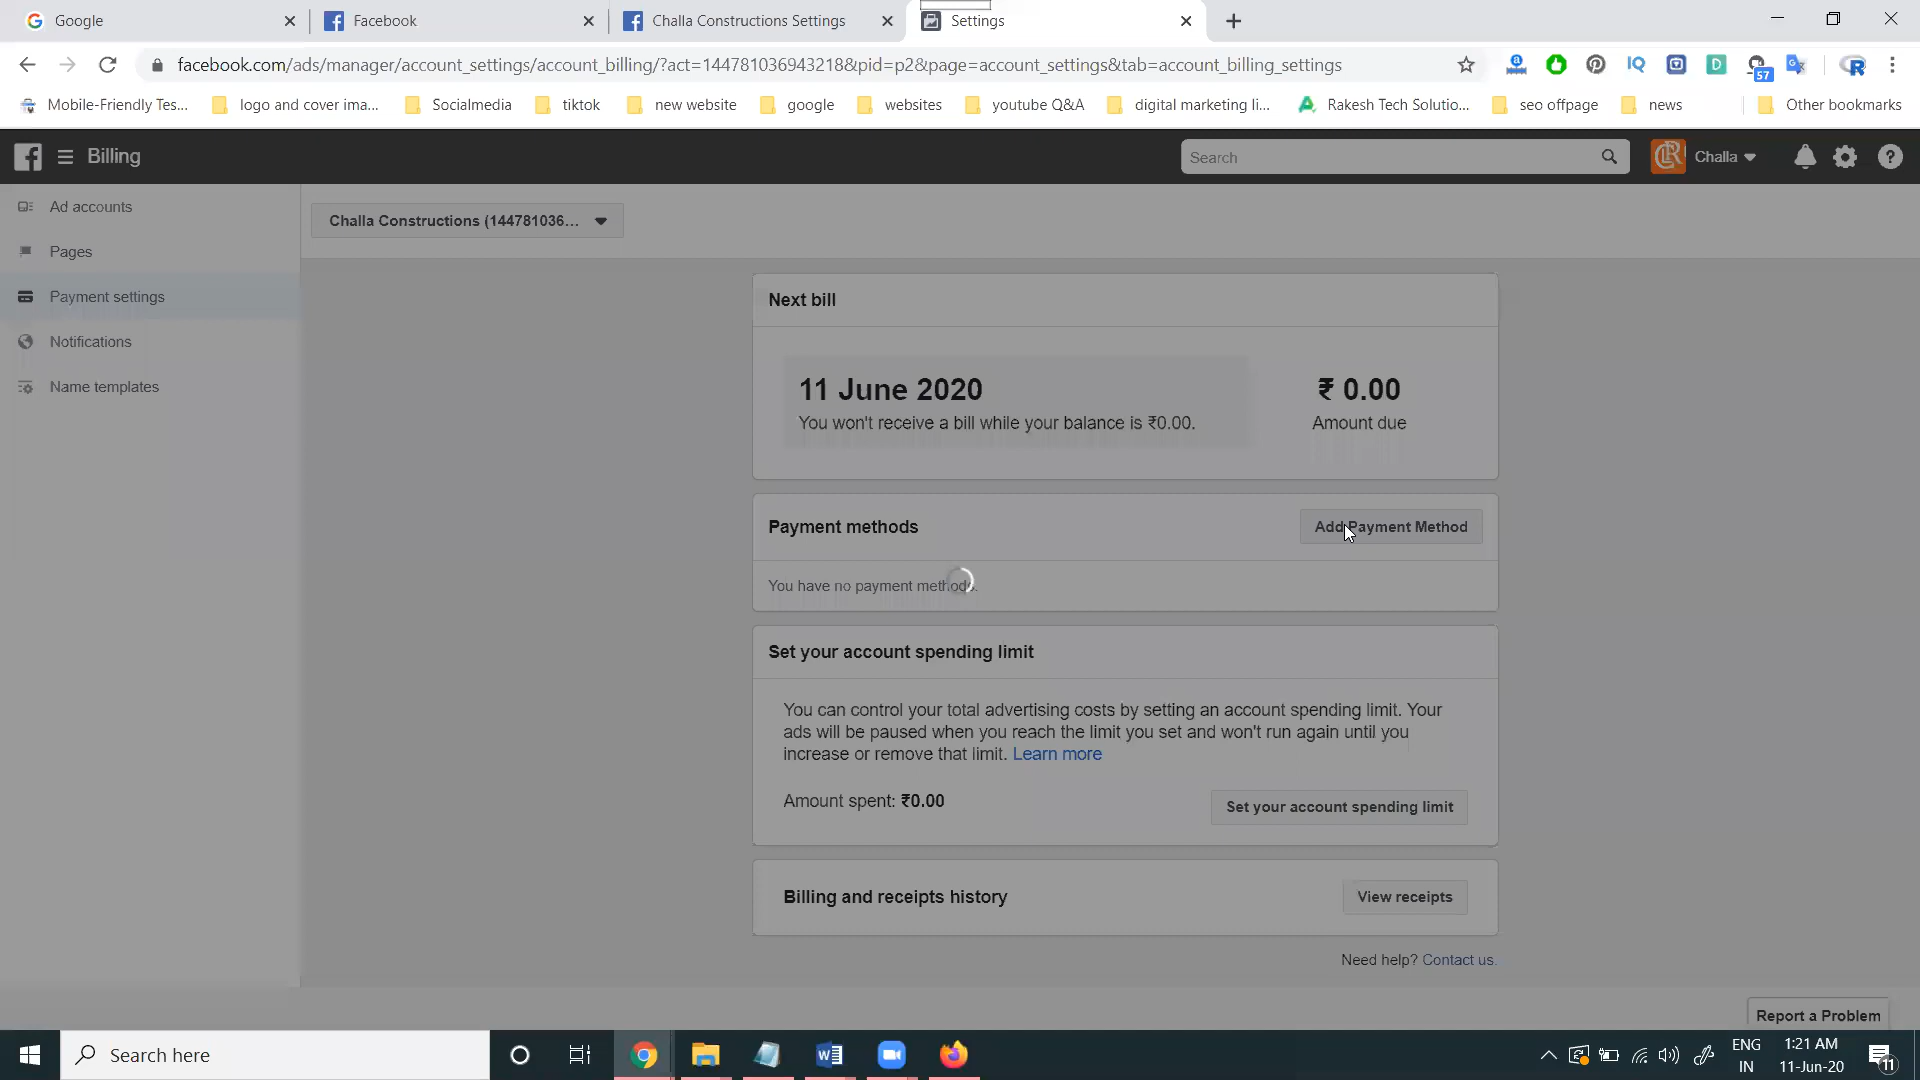 Google
Facebook
Challa Constructions Settings
Settings
facebook.com/ads/manager/account_settings/account_billing/?act=144781036943218&pid=p2&page=account_settings&tab=account_billing_settings
57
Mobile-Friendly Tes...
logo and cover ima...
Socialmedia
tiktok
new website
google
websites
youtube Q&A
digital marketing li...
Rakesh Tech Solutio...
seo offpage
news
Other bookmarks
Billing
Search
Challa
Ad accounts
Pages
Payment settings
Notifications
Name templates
Challa Constructions (144781036...
Next bill
11 June 2020
You won't receive a bill while your balance is ₹0.00.
₹ 0.00
Amount due
Payment methods
Add Payment Method
You have no payment methods.
Set your account spending limit
You can control your total advertising costs by setting an account spending limit. Your
ads will be paused when you reach the limit you set and won't run again until you
increase or remove that limit. Learn more
Amount spent: ₹0.00
Set your account spending limit
Billing and receipts history
View receipts
Need help? Contact us.
Report a Problem
Search here
ENG
IN
1:21 AM
11-Jun-20
11